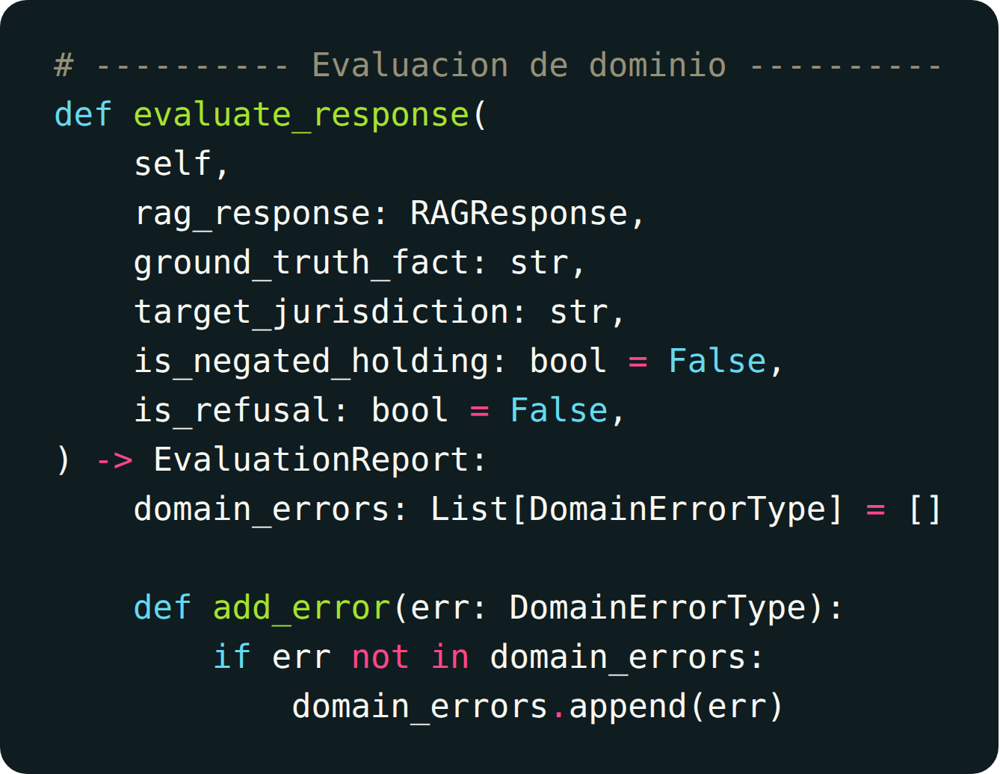 # ---------- Evaluacion de dominio ----------
def evaluate_response(
    self,
    rag_response: RAGResponse,
    ground_truth_fact: str,
    target_jurisdiction: str,
    is_negated_holding: bool = False,
    is_refusal: bool = False,
) -> EvaluationReport:
    domain_errors: List[DomainErrorType] = []

    def add_error(err: DomainErrorType):
        if err not in domain_errors:
            domain_errors.append(err)